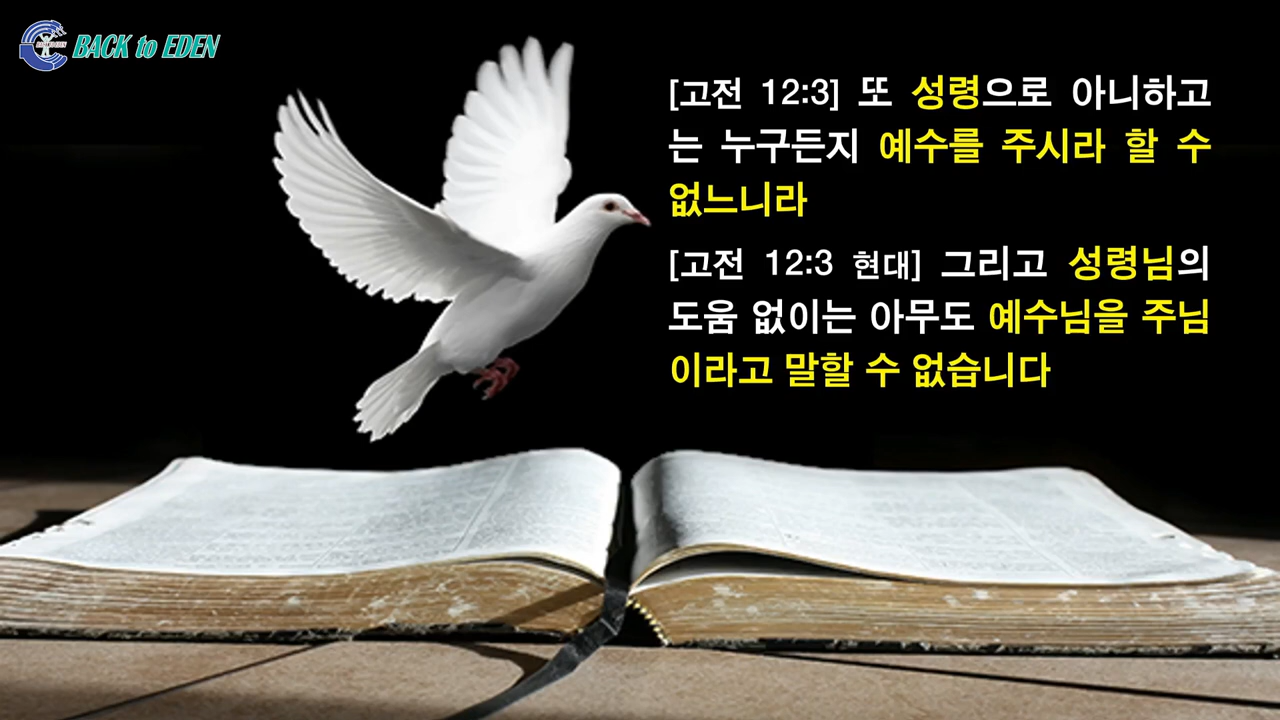 BACK to EDEN
[고전 12:3] 또 성령으로 아니하고
는 누구든지 예수를 주시라 할 수
없느니라
[고전 12:3 현대] 그리고 성령님의
도움 없이는 아무도 예수님을 주님
이라고 말할 수 없습니다